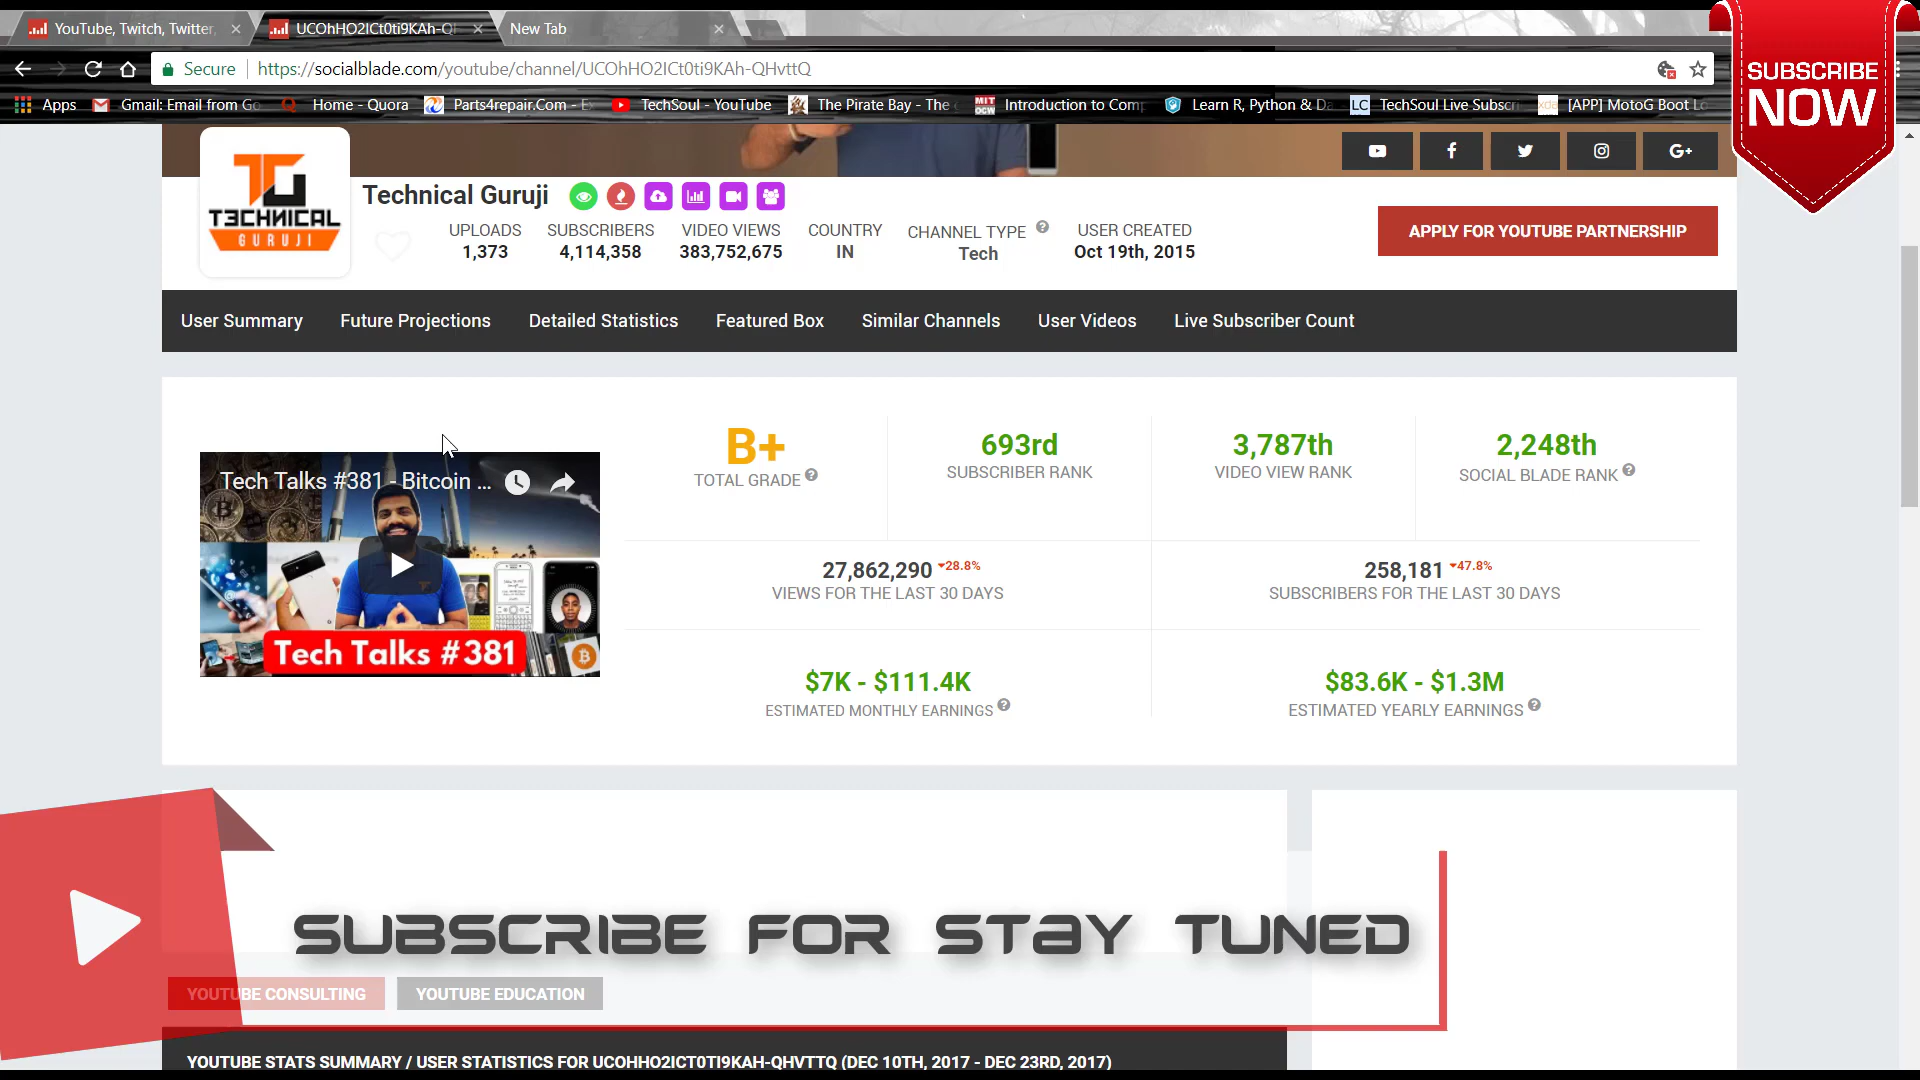 YouTube, Twitch, Twitter
UCOhHO2ICt0ti9KAh-Q
New Tab
Secure
https://socialblade.com/youtube/channel/UCOhHO2ICt0ti9KAh-QHvttQ
SUBSCRIBE
NOW
Apps
Gmail: Email from Go
Home - Quora
Parts4repair.Com - E
TechSoul - YouTube
The Pirate Bay - The
Introduction to Com
Learn R, Python & Da
LC
TechSoul Live Subscri
[APP] MotoG Boot Lo
T3CHNICAL
GURUJI
Technical Guruji
UPLOADS
1,373
SUBSCRIBERS
4,114,358
VIDEO VIEWS
383,752,675
COUNTRY
IN
CHANNEL TYPE
Tech
USER CREATED
Oct 19th, 2015
G+
APPLY FOR YOUTUBE PARTNERSHIP
User Summary
Future Projections
Detailed Statistics
Featured Box
Similar Channels
User Videos
Live Subscriber Count
Tech Talks #381 - Bitcoin ...
Tech Talks #381
B+
TOTAL GRADE
693rd
SUBSCRIBER RANK
3,787th
VIDEO VIEW RANK
2,248th
SOCIAL BLADE RANK
27,862,290 28.8%
VIEWS FOR THE LAST 30 DAYS
258,181 47.8%
SUBSCRIBERS FOR THE LAST 30 DAYS
$7K - $111.4K
ESTIMATED MONTHLY EARNINGS
$83.6K - $1.3M
ESTIMATED YEARLY EARNINGS
SUBSCRIBE FOR STAY TUNED
YOUTUBE CONSULTING
YOUTUBE EDUCATION
YOUTUBE STATS SUMMARY / USER STATISTICS FOR UCOHHO2ICT0TI9KAH-QHVTTQ (DEC 10TH, 2017 - DEC 23RD, 2017)